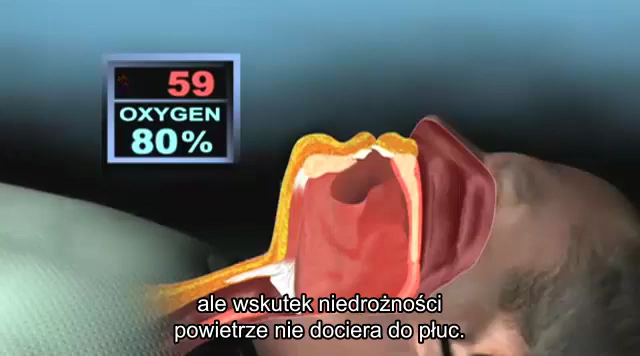 59
OXYGEN
80%
ale wskutek niedrożności
powietrze nie dociera do płuc.